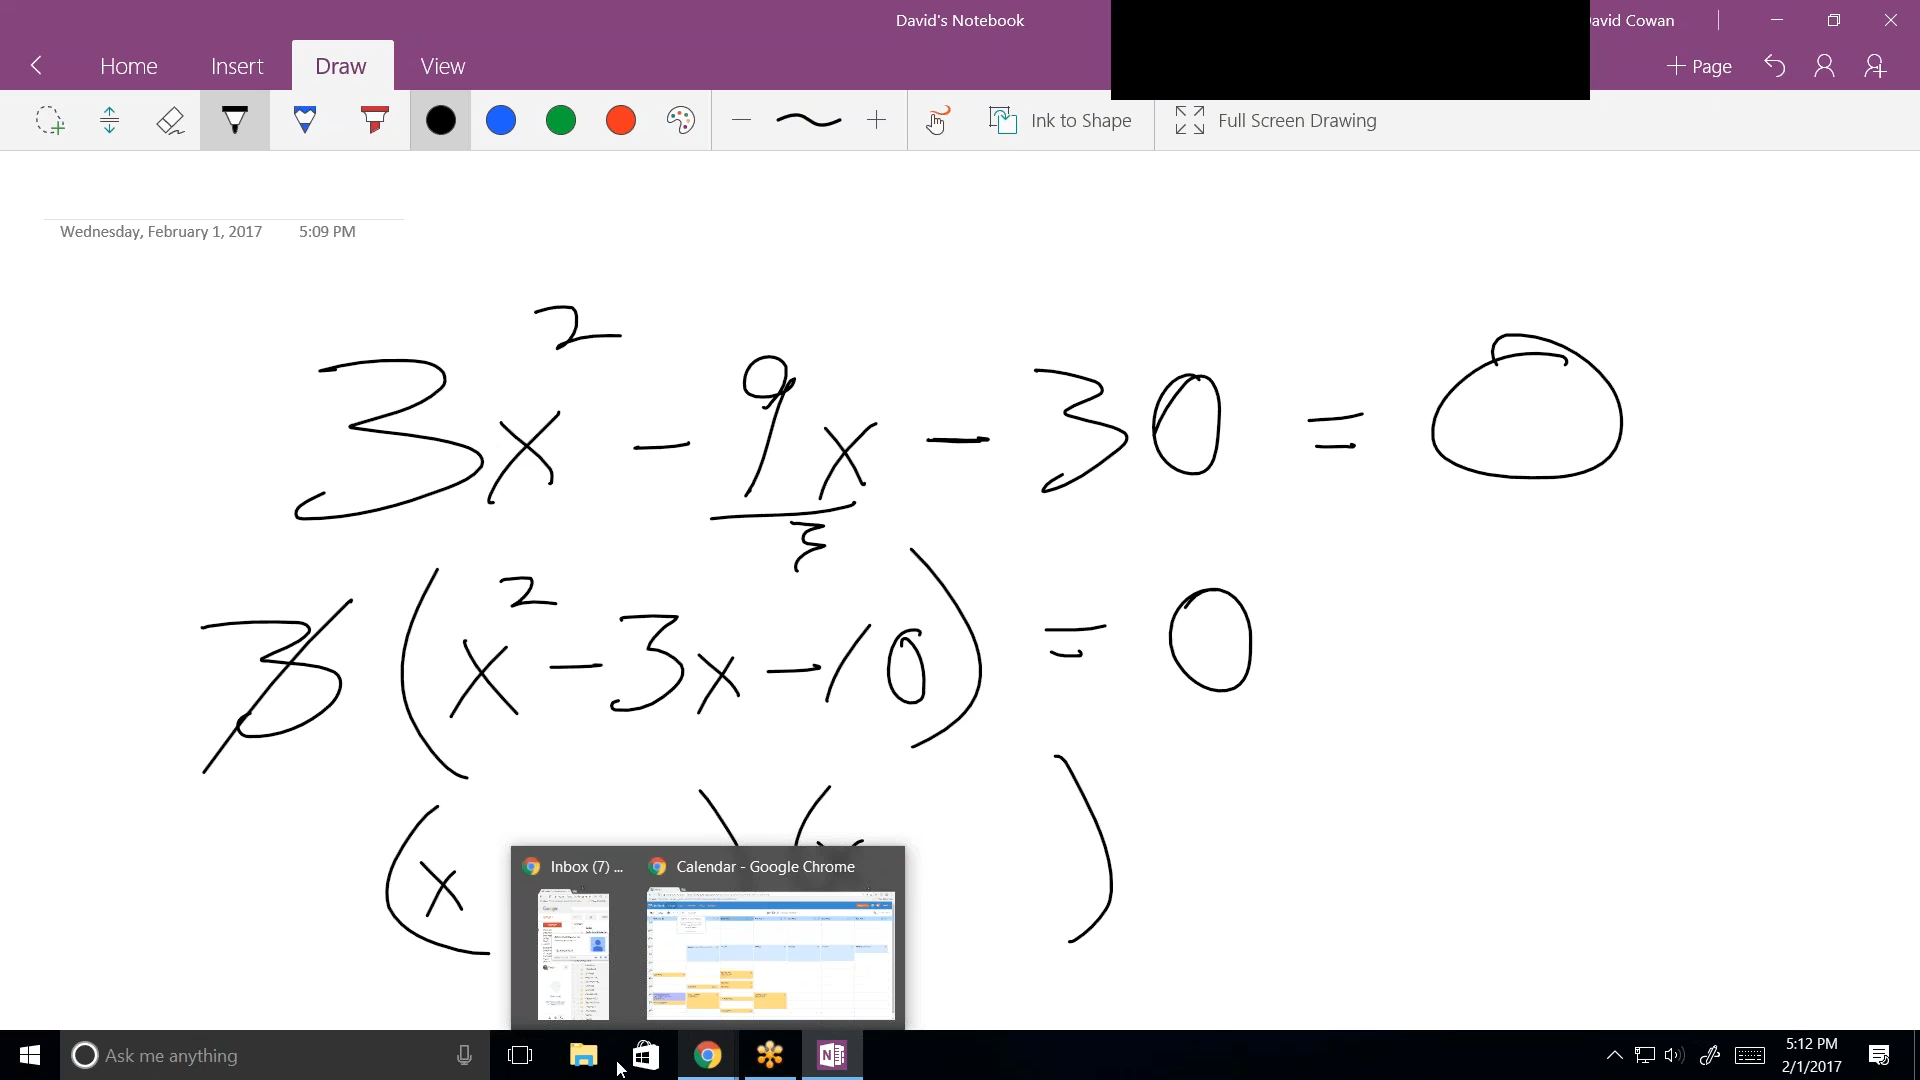 David's Notebook
avid Cowan
Home Insert Draw View
Page
Ink to Shape
Full Screen Drawing
Wednesday, February 1, 2017 5:09 PM
3x² - 9x - 30 = 0
3
3(x² - 3x - 10) = 0
(x )(x )
Inbox (7) ...
Calendar - Google Chrome
Ask me anything
5:12 PM
2/1/2017